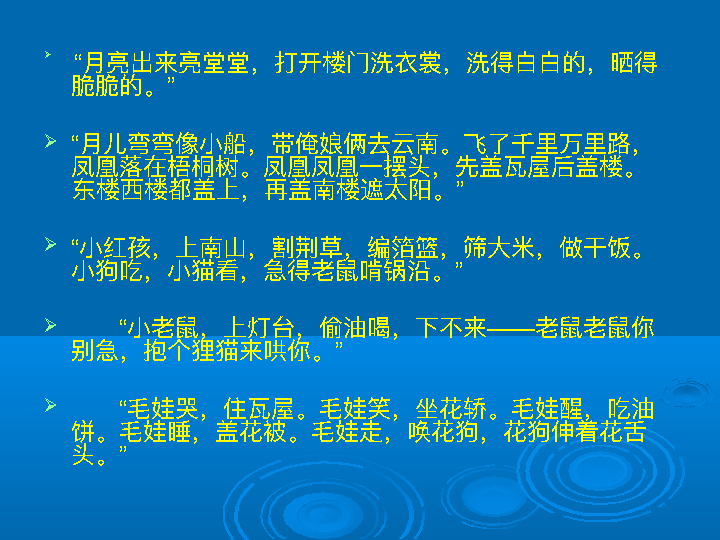 “月亮出来亮堂堂，打开楼门洗衣裳，洗得白白的，晒得
脆脆的。”
“月儿弯弯像小船，带俺娘俩去云南。飞了千里万里路，
凤凰落在梧桐树。凤凰凤凰一摆头，先盖瓦屋后盖楼。
东楼西楼都盖上，再盖南楼遮太阳。”
“小红孩，上南山，割荆草，编箔篮，筛大米，做干饭。
小狗吃，小猫看，急得老鼠啃锅沿。”
“小老鼠，上灯台，偷油喝，下不来——老鼠老鼠你
别急，抱个狸猫来哄你。”
“毛娃哭，住瓦屋。毛娃笑，坐花轿。毛娃醒，吃油
饼。毛娃睡，盖花被。毛娃走，唤花狗，花狗伸着花舌
头。”